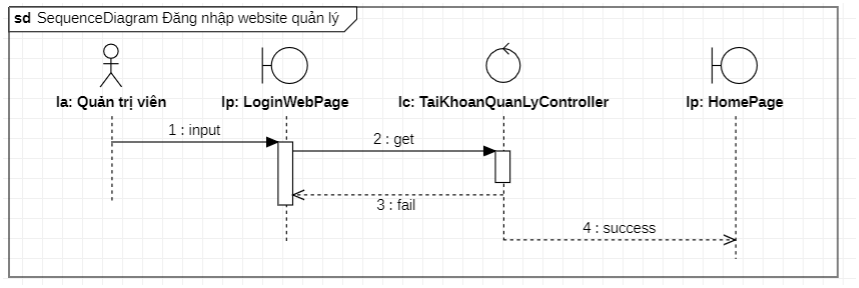 sd SequenceDiagram Đăng nhập website quản lý
la: Quản trị viên
lp: LoginWebPage
lc: TaiKhoanQuanLyController
lp: HomePage
1 : input
2 : get
3 : fail
4 : success